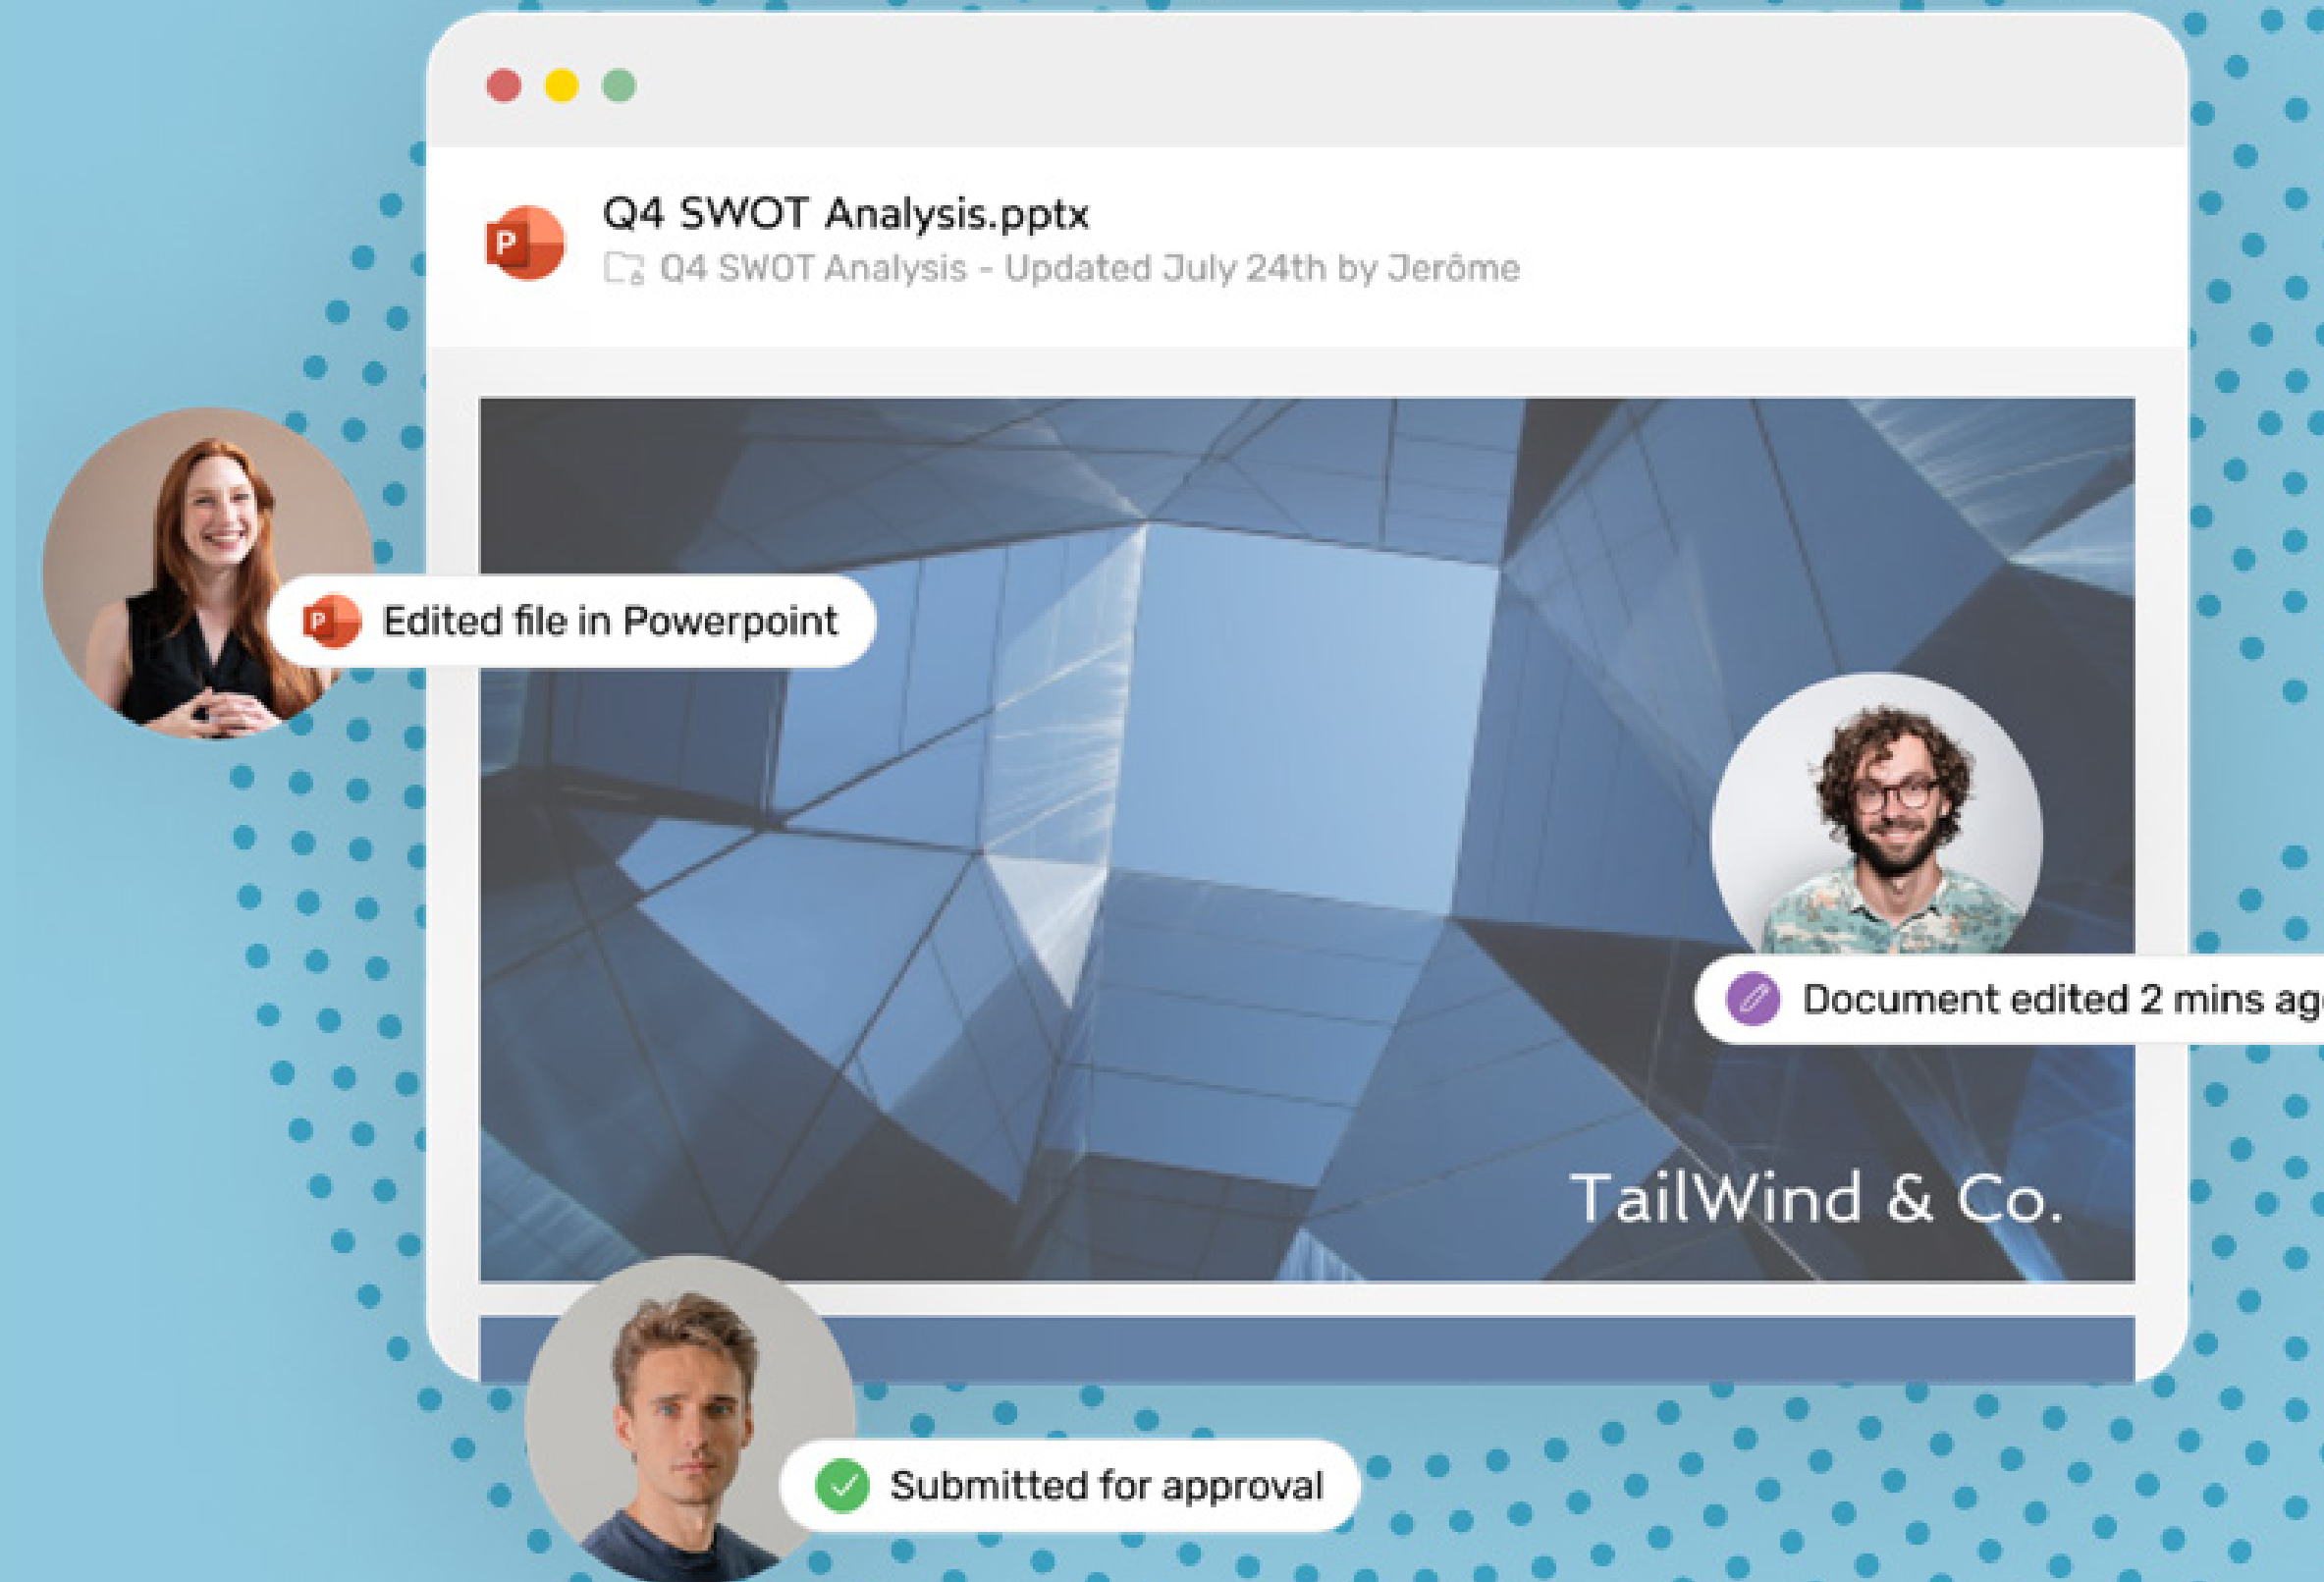 Q4 SWOT Analysis.pptx
Q4 SWOT Analysis - Updated July 24th by Jerôme
P Edited file in Powerpoint
Document edited 2 mins
TailWind & Co.
Submitted for approval